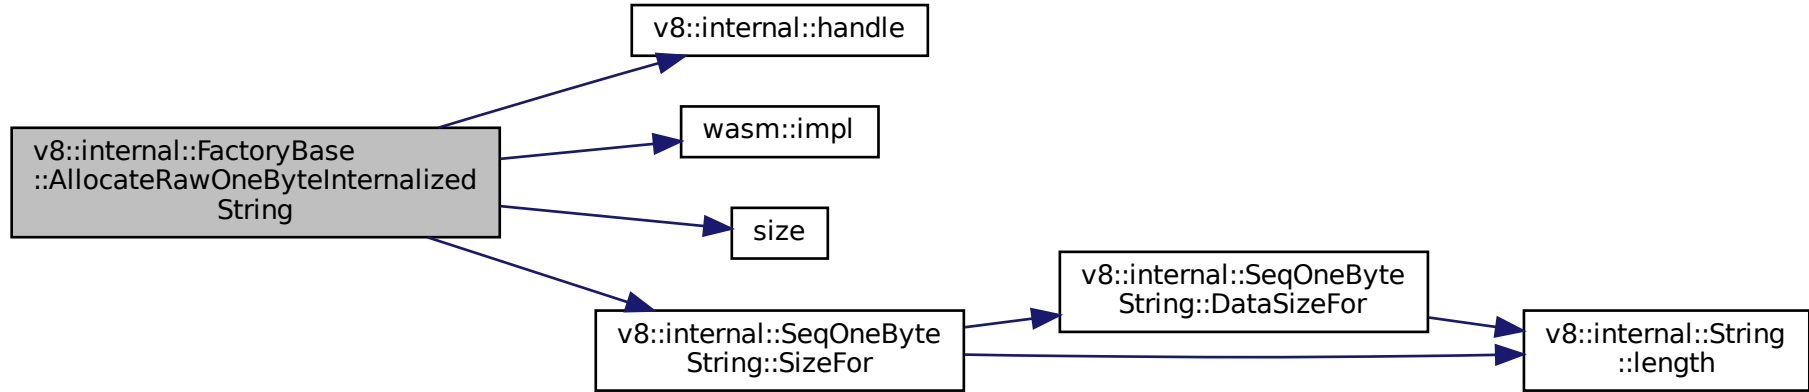 v8::internal::handle
wasm::impl
v8::internal::FactoryBase
::AllocateRawOneByteInternalized
String
size
v8::internal::SeqOneByte
String::SizeFor
v8::internal::SeqOneByte
String::DataSizeFor
v8::internal::String
::length